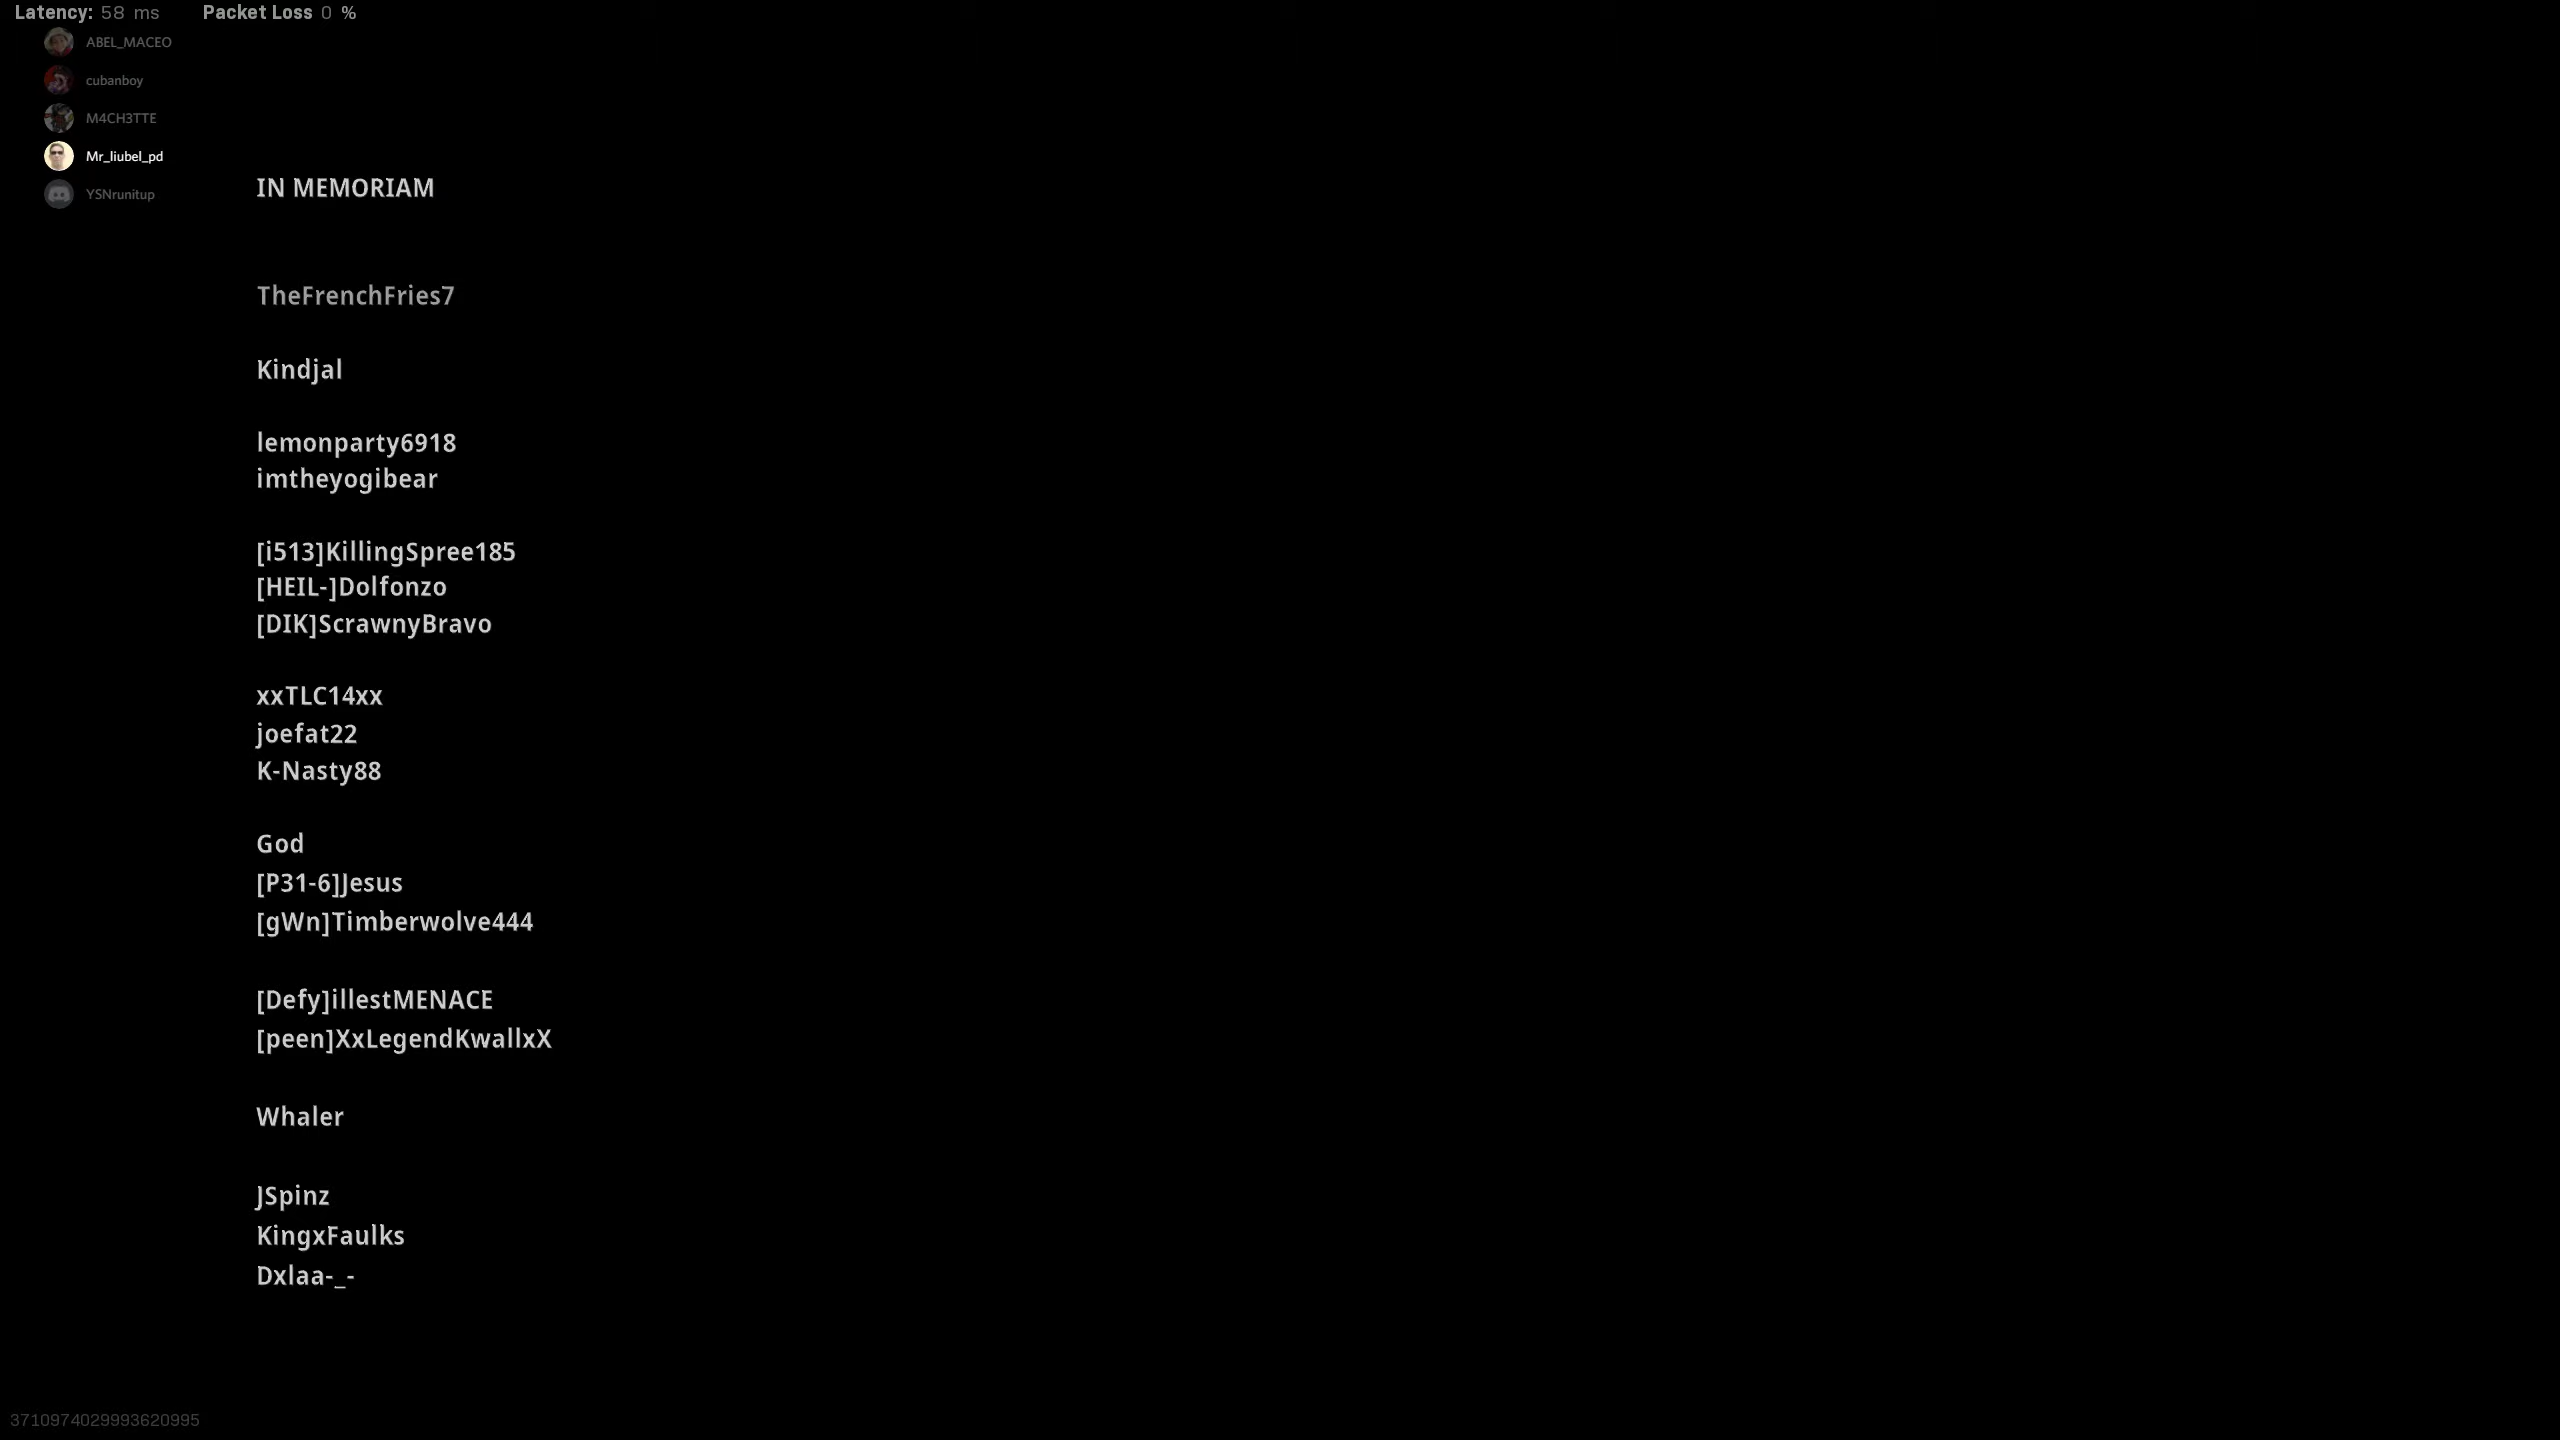 Latency: 58 ms Packet Loss 0 %
ABEL_MACEO
cubanboy
M4CH3TTE
Mr_liubel_pd
YSNrunitup
IN MEMORIAM
TheFrenchFries7
Kindjal
lemonparty6918
imtheyogibear
[i513]KillingSpree185
[HEIL-]Dolfonzo
[DIK]ScrawnyBravo
xxTLC14xx
joefat22
K-Nasty88
God
[P31-6]Jesus
[gWn]Timberwolve444
[Defy]illestMENACE
[peen]XxLegendKwallxX
Whaler
JSpinz
KingxFaulks
Dxlaa-_-
3710974029993620995